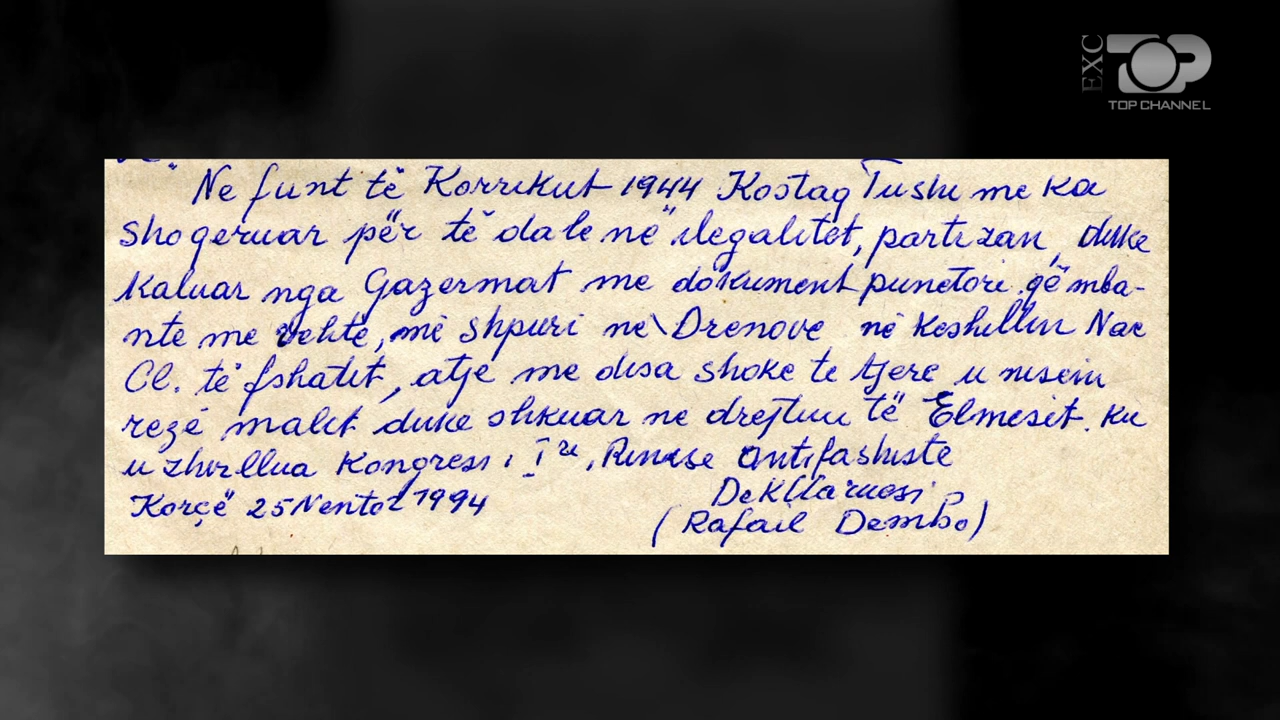 EXC
TOP
TOP CHANNEL
Ne funt të Korrikut 1944 Kostaq Tushi me ka
shoqeruar për të dale në ilegalitet, partizan, duke
kaluar nga Gazermat me dokument punetori që mba-
nte me vehte, më shpuri ne Drenove në Keshillin Nac
Cl. të fshatit, atje me disa shoke te tjere u nisëm
rezë malit duke shkuar ne drejtim të Elmesit. ku
u zhvillua Kongresi i Iʳᵉ, Rinise antifashiste
Korçë 25 Nentor 1994
Deklaruesi
(Rafail Dembo)